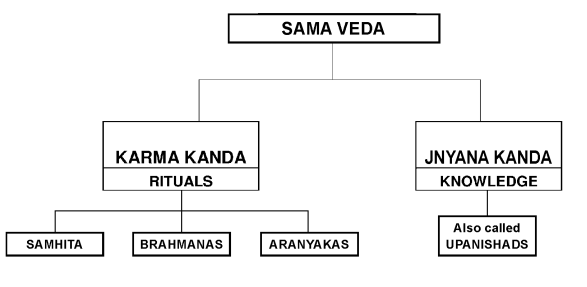 SAMA VEDA
KARMA KANDA
RITUALS
JNYANA KANDA
KNOWLEDGE
SAMHITA
BRAHMANAS
ARANYAKAS
Also called
UPANISHADS